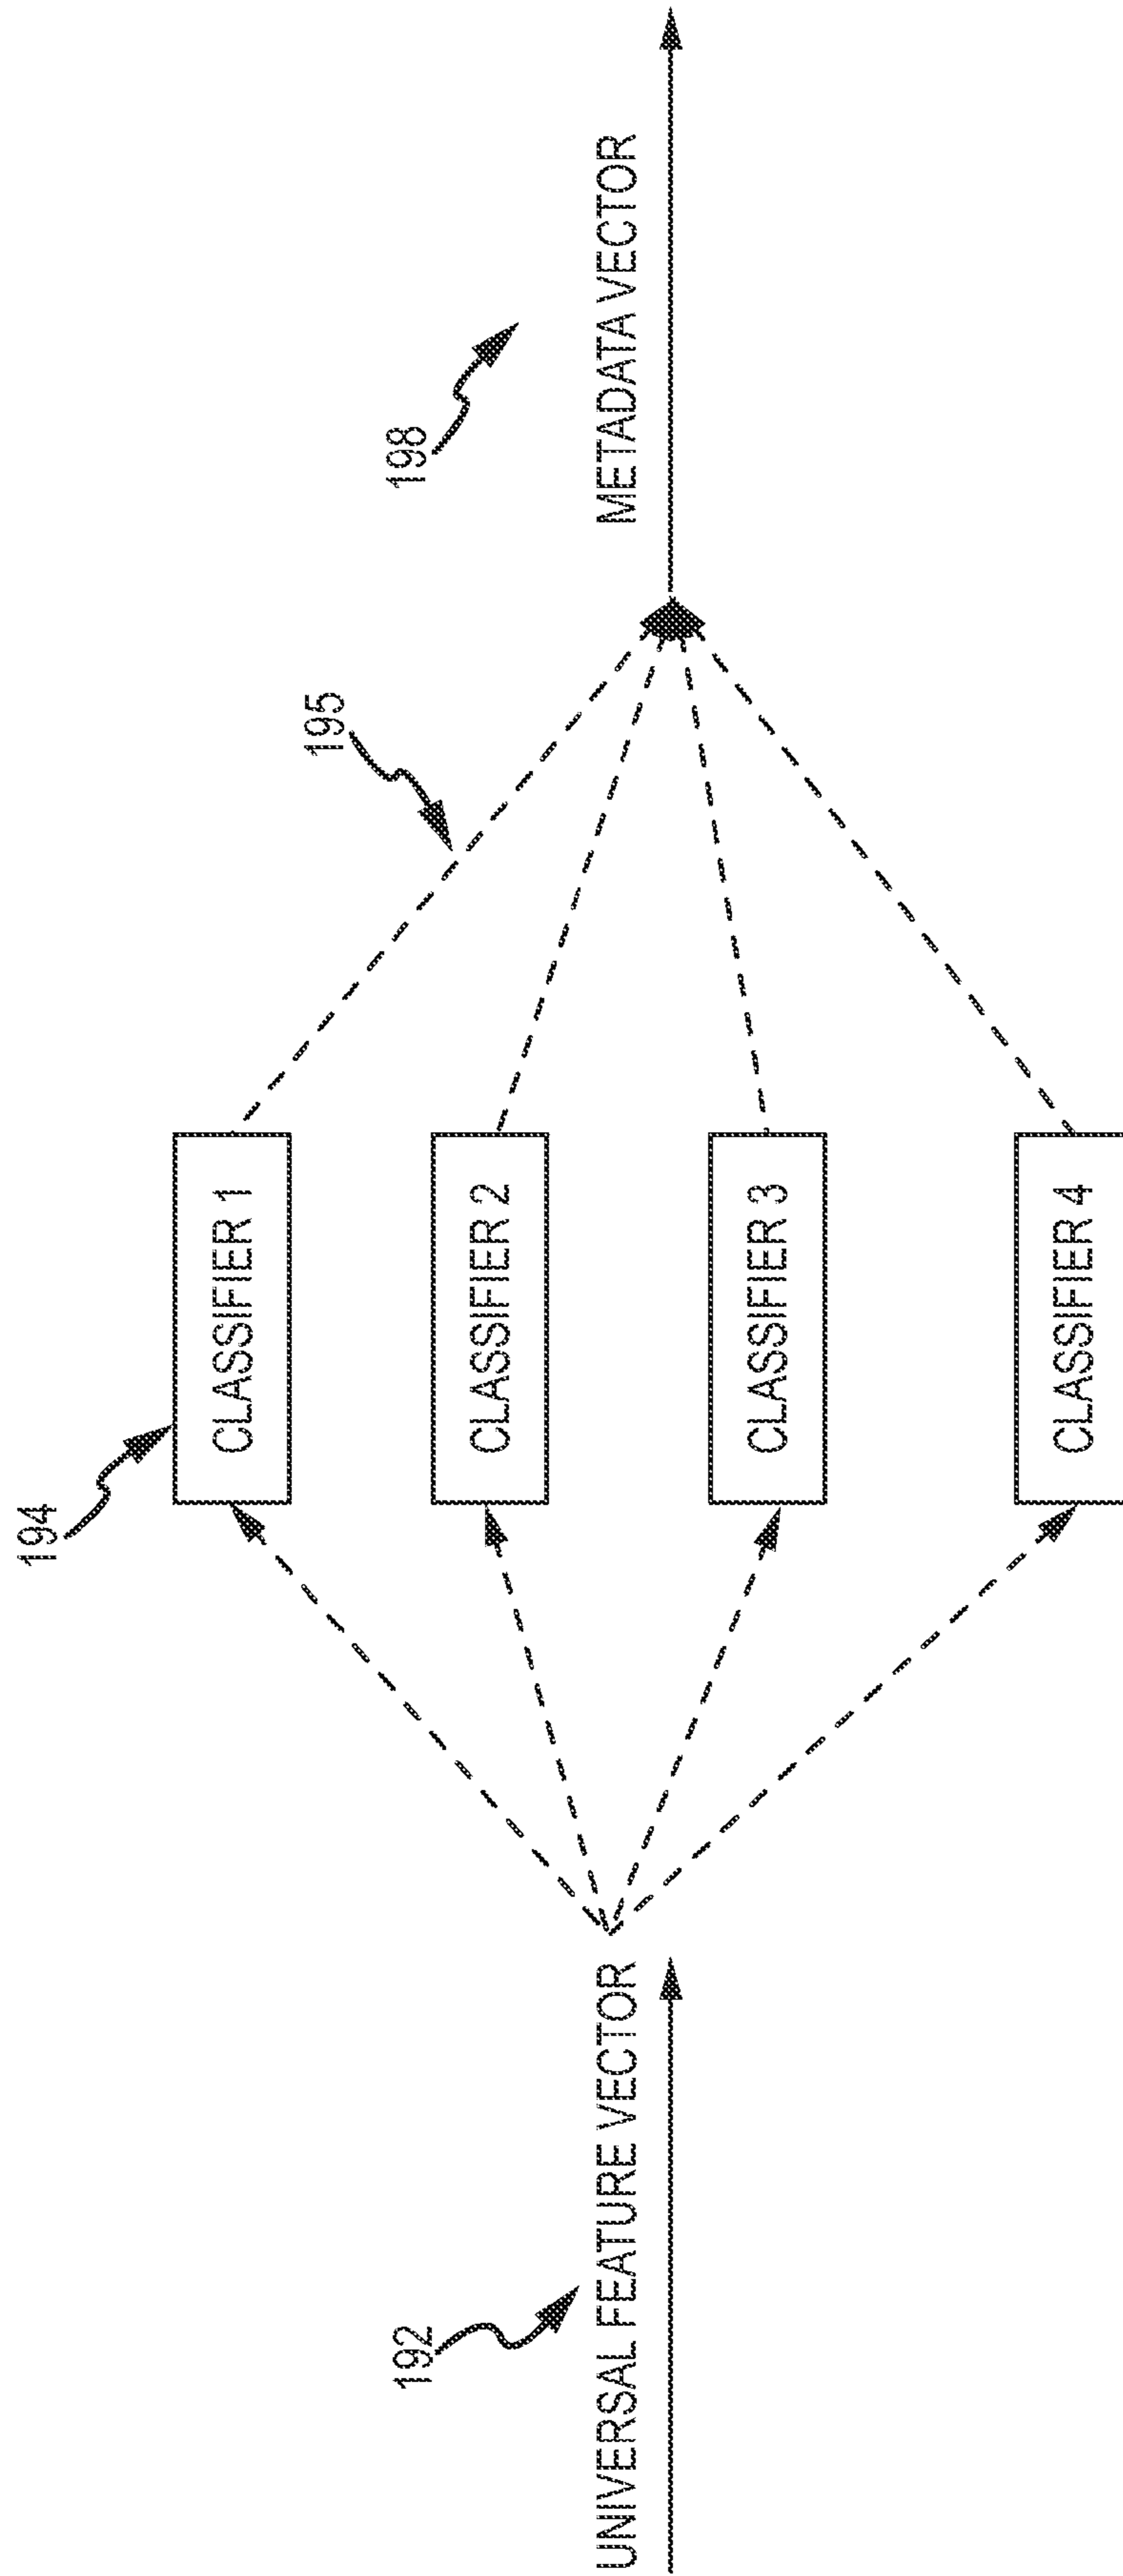 192
UNIVERSAL FEATURE VECTOR
194
CLASSIFIER 1
CLASSIFIER 2
CLASSIFIER 3
CLASSIFIER 4
195
198
METADATA VECTOR